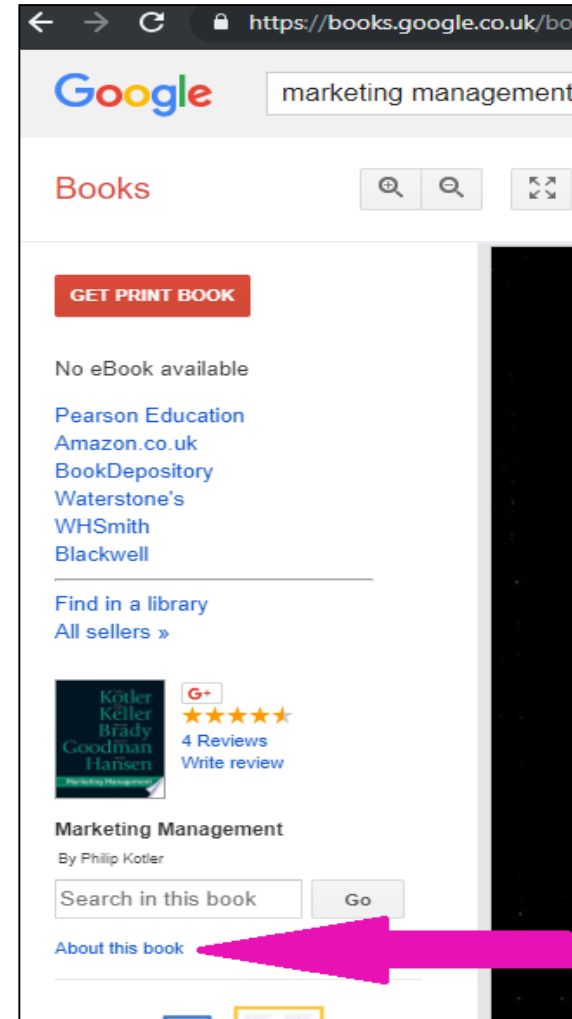 https://books.google.co.uk/bo
Google
marketing management
Books
GET PRINT BOOK
No eBook available
Pearson Education
Amazon.co.uk
BookDepository
Waterstone's
WHSmith
Blackwell
Find in a library
All sellers »
Kotler
Keller
Brady
Goodman
Hansen
Marketing Management
G+
4 Reviews
Write review
Marketing Management
By Philip Kotler
Search in this book Go
About this book